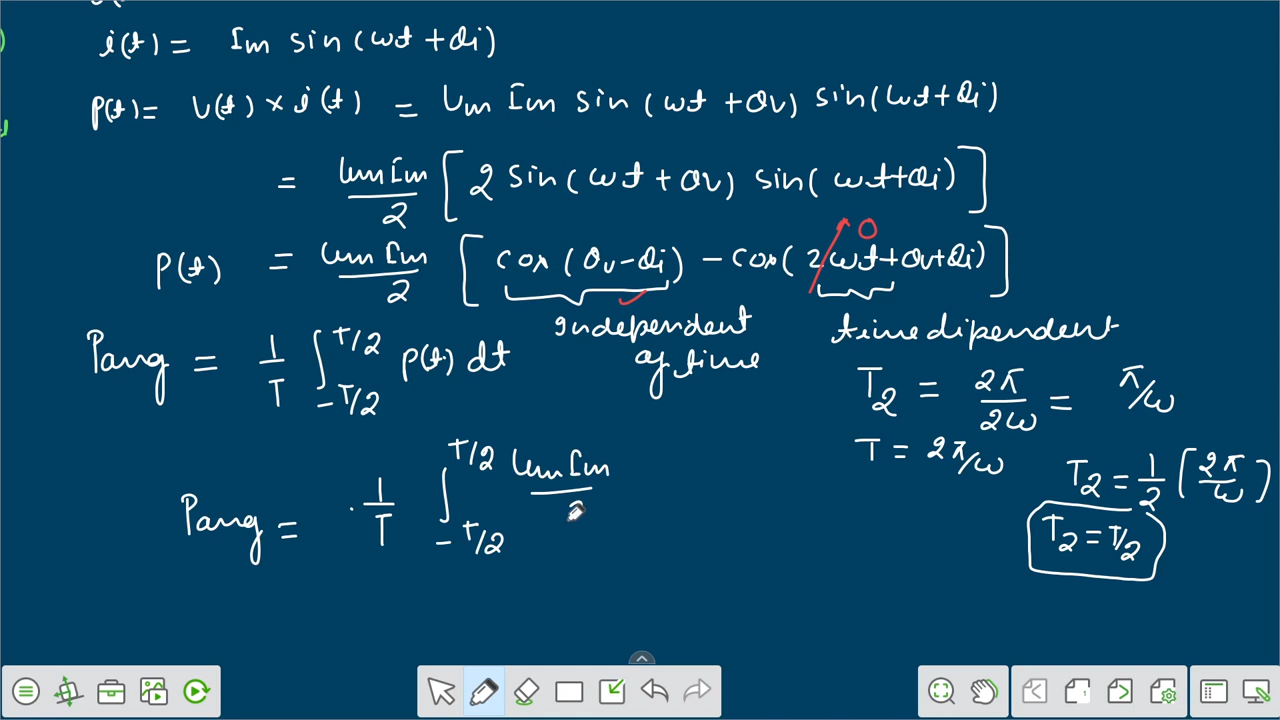 i(t) = Im sin(ωt + θi)
P(t) = V(t) × i(t) = Vm Im sin(ωt + θv) sin(ωt + θi)
= VmIm/2 [2 sin(ωt + θv) sin(ωt + θi)]
0
P(t) = VmIm/2 [cos(θv - θi) - cos(2ωt + θv + θi)]
independent of time
time dipendent
Pavg = 1/T ∫_{-T/2}^{T/2} p(t) dt
T2 = 2π/2ω = π/ω
T = 2π/ω
T2 = 1/2 (2π/ω)
T2 = T/2
Pavg = 1/T ∫_{-T/2}^{T/2} VmIm/2